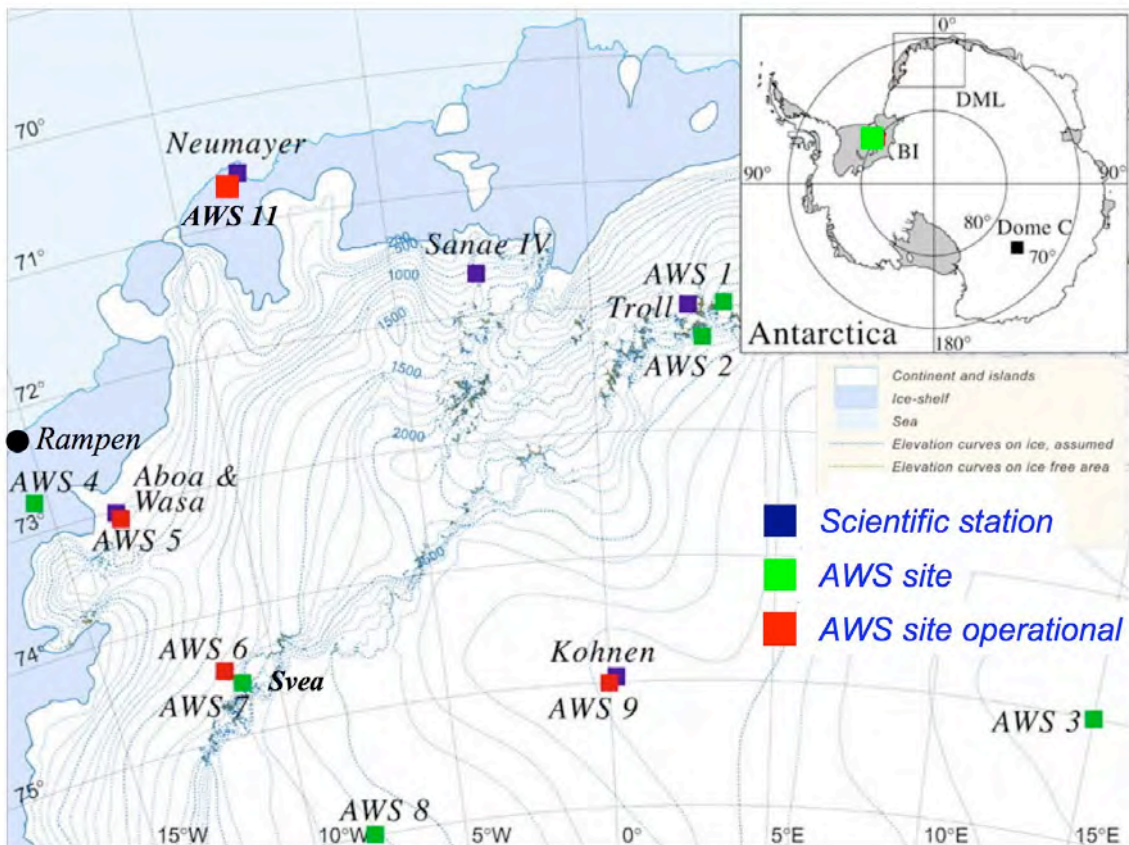 70°
71°
72°
73°
74°
75°
Neumayer
AWS 11
Sanae IV
200
500
1000
1500
1500
2000
2500
AWS 1
Troll
AWS 2
Rampen
AWS 4
Aboa &
Wasa
AWS 5
AWS 6
AWS 7
Svea
Kohnen
AWS 9
AWS 3
AWS 8
15°W
10°W
5°W
0°
5°E
10°E
15°E
0°
DML
BI
90°
90°
80°
Dome C
70°
Antarctica
180°
Continent and islands
Ice-shelf
Sea
Elevation curves on ice, assumed
Elevation curves on ice free area
Scientific station
AWS site
AWS site operational